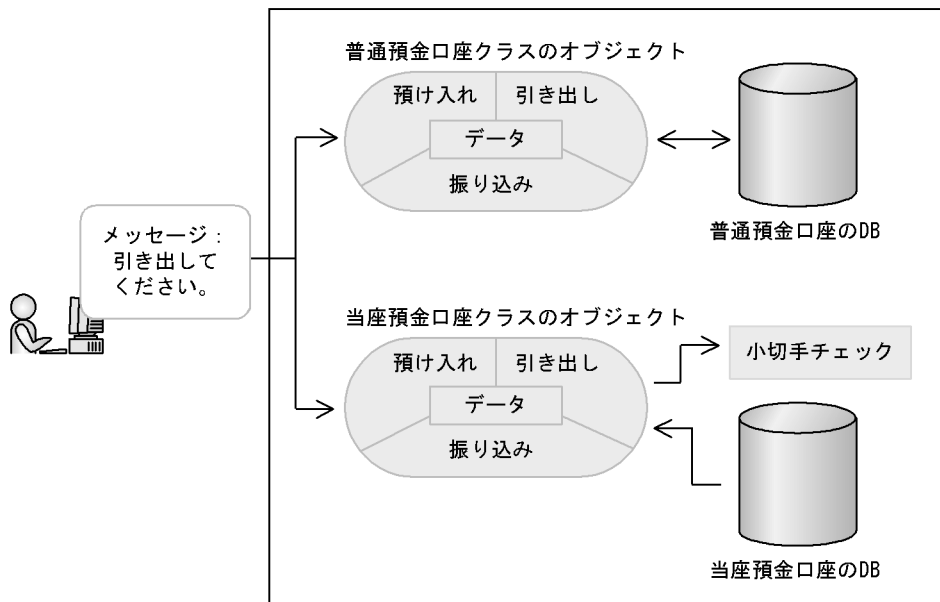 普通預金口座クラスのオブジェクト
預け入れ
引き出し
データ
振り込み
普通預金口座のDB
メッセージ：
引き出して
ください。
当座預金口座クラスのオブジェクト
預け入れ
引き出し
データ
振り込み
小切手チェック
当座預金口座のDB